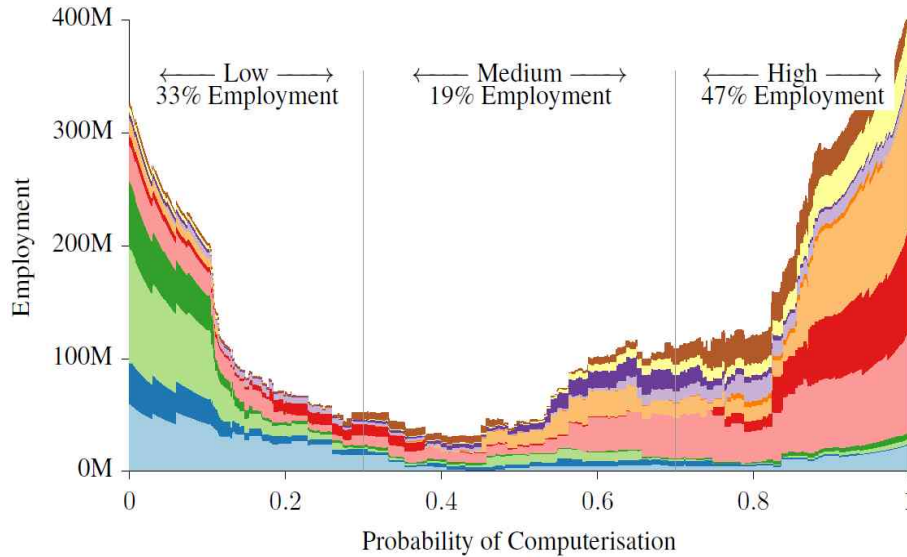 400M
300M
200M
100M
0M
Employment
Low
33% Employment
Medium
19% Employment
High
47% Employment
0
0.2
0.4
0.6
0.8
Probability of Computerisation